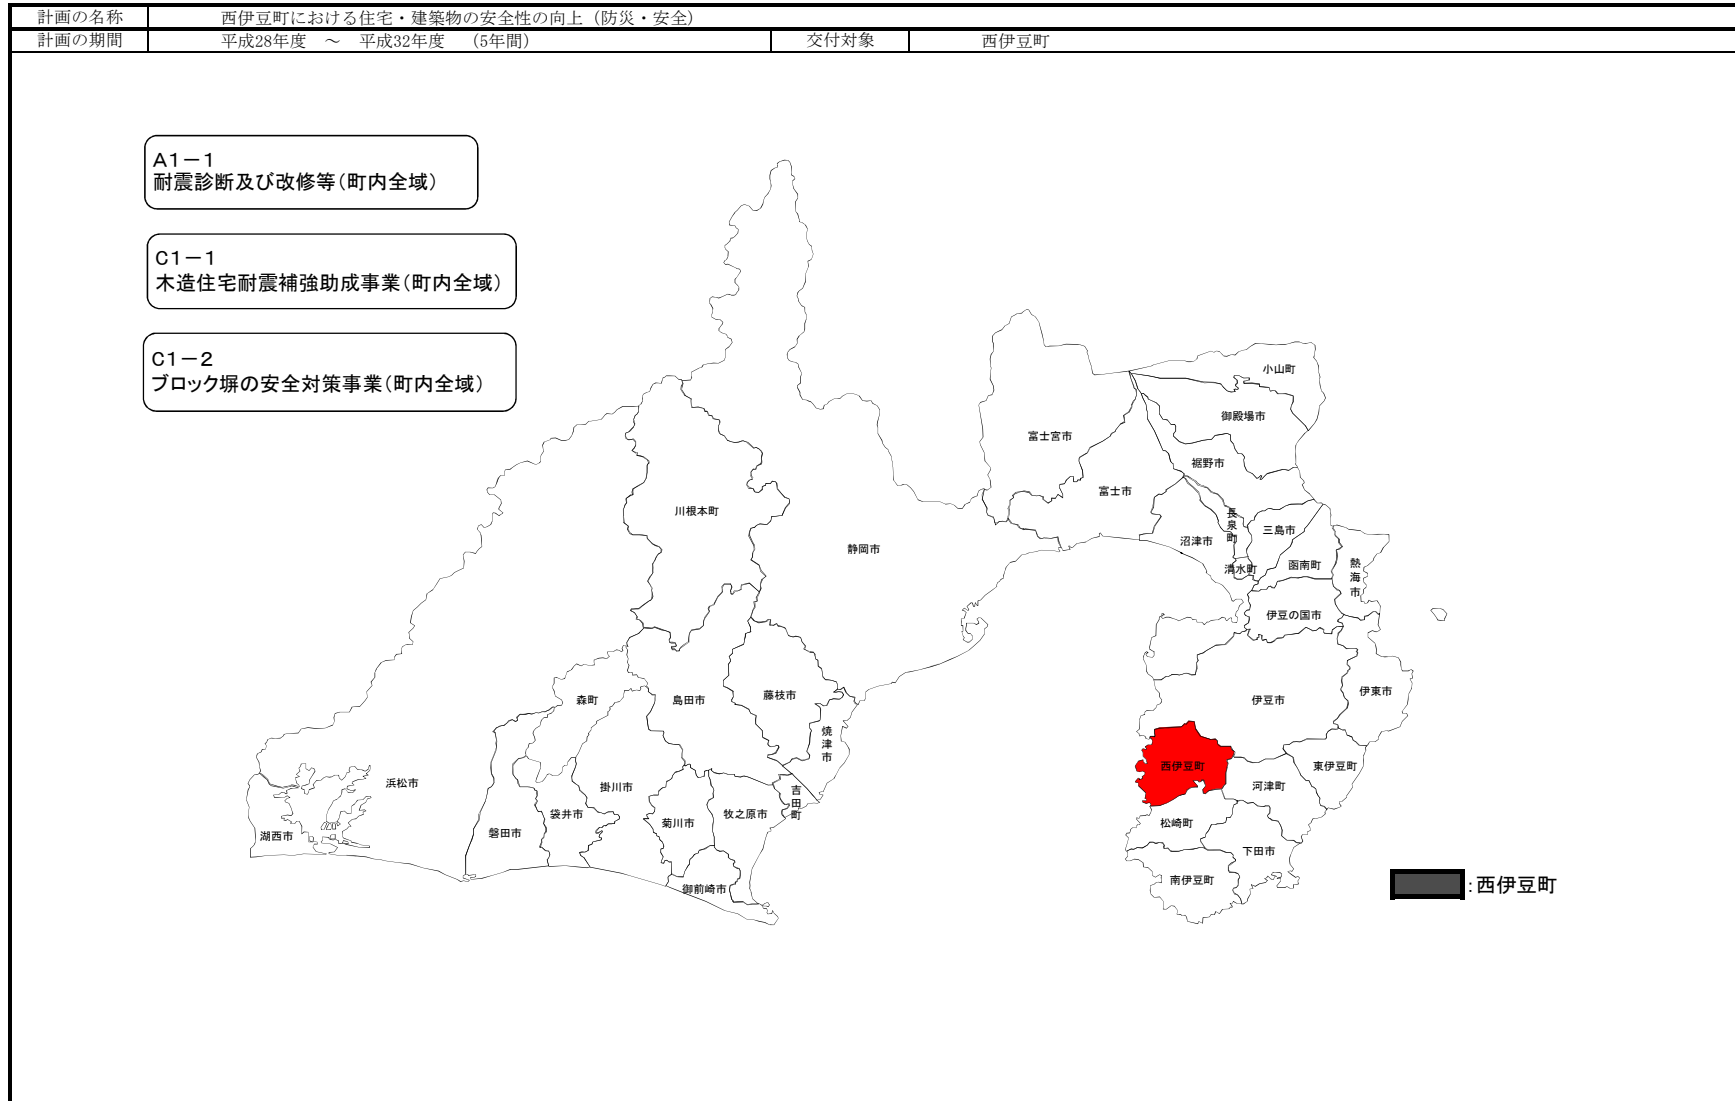 計画の名称 西伊豆町における住宅・建築物の安全性の向上（防災・安全）
計画の期間 平成28年度 ～ 平成32年度 （5年間） 交付対象 西伊豆町
A1－1
耐震診断及び改修等（町内全域）
C1－1
木造住宅耐震補強助成事業（町内全域）
C1－2
ブロック塀の安全対策事業（町内全域）
小山町
御殿場市
富士宮市
裾野市
富士市
川根本町
長泉町
三島市
沼津市
静岡市
函南町
清水町
熱海市
伊豆の国市
森町
島田市
藤枝市
伊東市
伊豆市
焼津市
西伊豆町
東伊豆町
浜松市
掛川市
河津町
吉田町
袋井市
牧之原市
菊川市
松崎町
磐田市
湖西市
下田市
南伊豆町
御前崎市
：西伊豆町